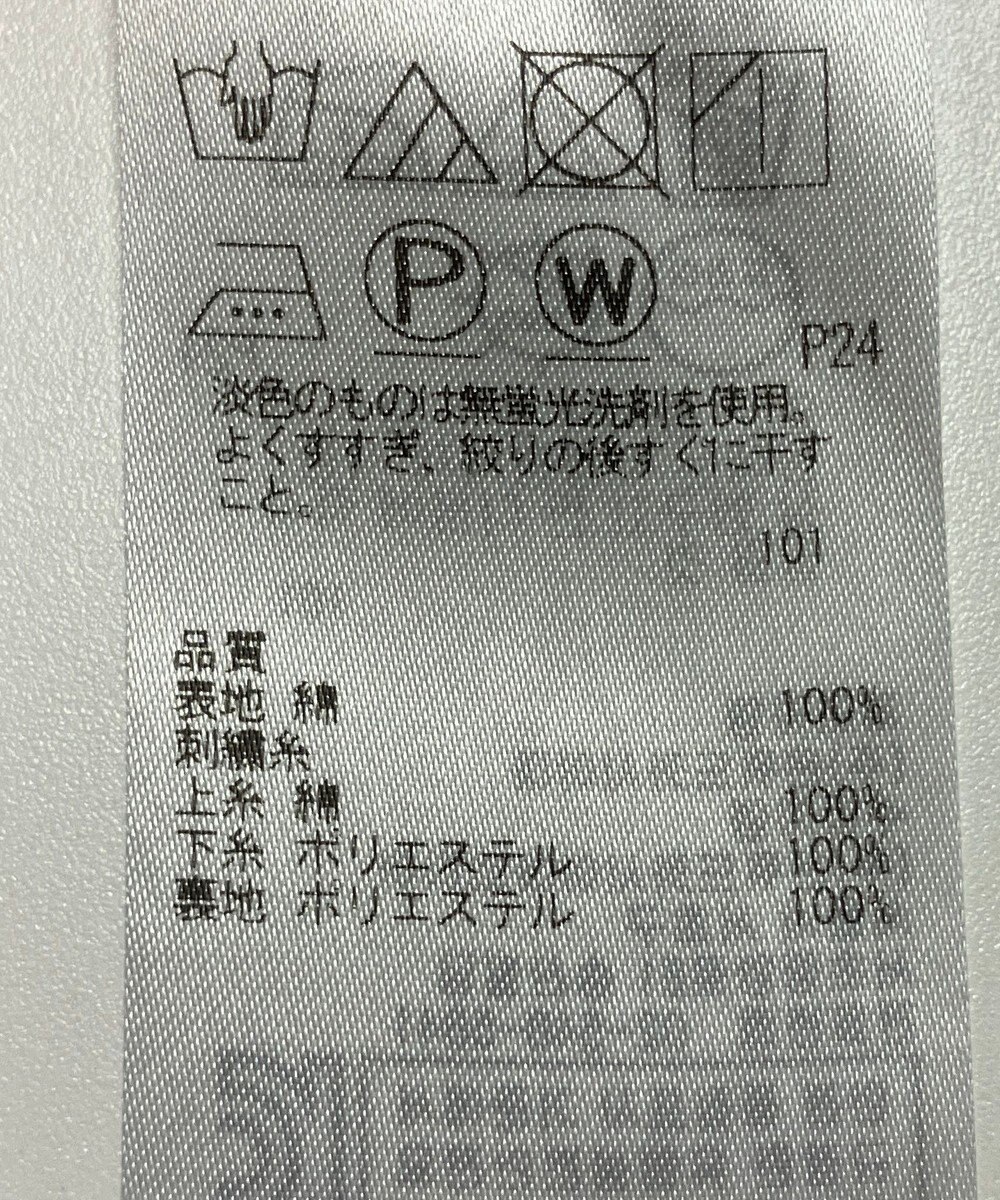 P W
P24
淡色のものは無蛍光洗剤を使用。
よくすすぎ、絞りの後すぐに干す
こと。
101
品質
表地 綿 100%
刺繍糸
上糸 綿 100%
下糸 ポリエステル 100%
裏地 ポリエステル 100%